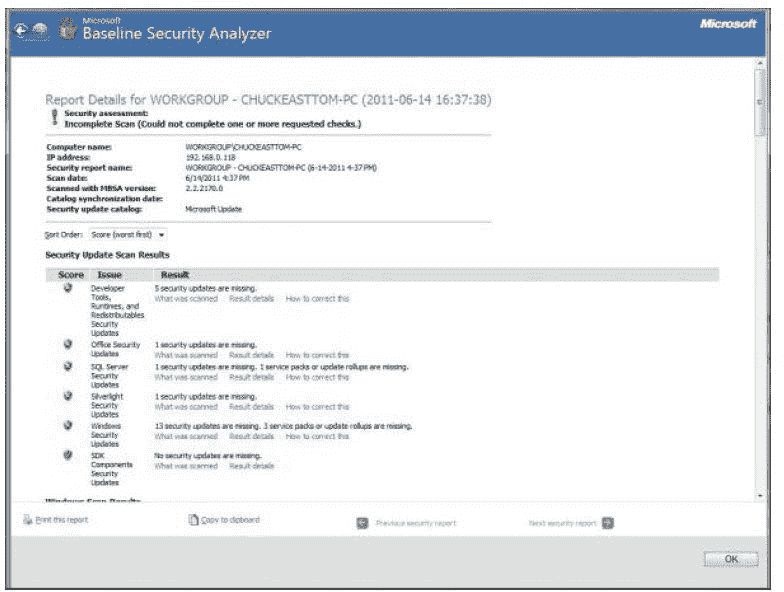 Microsoft
Baseline Security Analyzer
Microsoft
Report Details for WORKGROUP - CHUCKEASTTOM-PC (2011-06-14 16:37:38)
Security assessment:
Incomplete Scan (Could not complete one or more requested checks.)
Computer name: WORKGROUP\CHUCKEASTTOM-PC
IP address: 192.168.0.118
Security report name: WORKGROUP - CHUCKEASTTOM-PC (6-14-2011 4-37 PM)
Scan date: 6/14/2011 4:37 PM
Scanned with MBSA version: 2.2.2170.0
Catalog synchronization date:
Security update catalog: Microsoft Update
Sort Order: Score (worst first)
Security Update Scan Results
Score Issue Result
Developer 5 security updates are missing.
Tools, What was scanned Result details How to correct this
Runtimes, and
Redistributables
Security
Updates
Office Security 1 security updates are missing.
Updates What was scanned Result details How to correct this
SQL Server 1 security updates are missing. 1 service packs or update rollups are missing.
Security What was scanned Result details How to correct this
Updates
Silverlight 1 security updates are missing.
Security What was scanned Result details How to correct this
Updates
Windows 13 security updates are missing. 3 service packs or update rollups are missing.
Security What was scanned Result details How to correct this
Updates
SDK No security updates are missing.
Components What was scanned Result details
Security
Updates
Windows Scan Results
Print this report Copy to clipboard Previous security report Next security report
OK